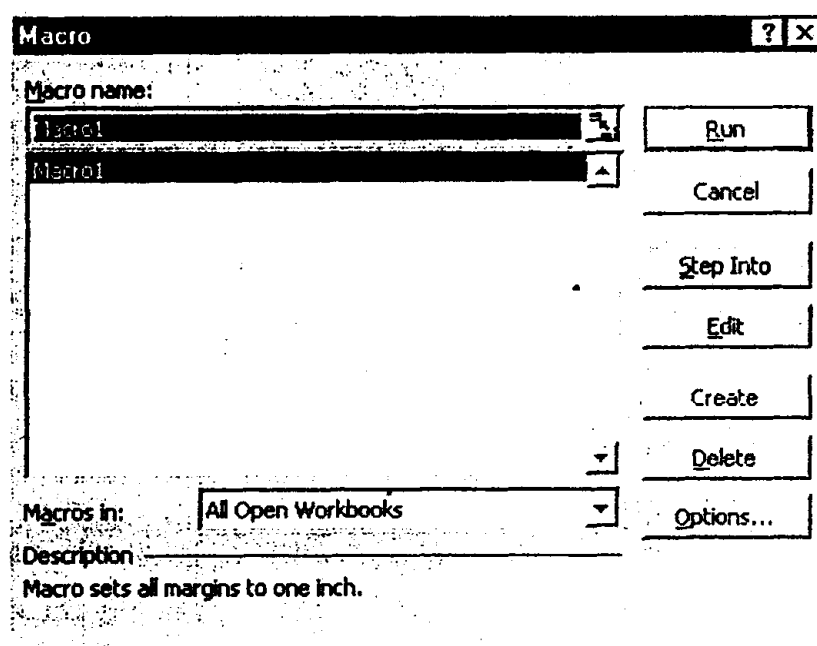 Macro
Macro name:
Macro1
Run
Macro1
Cancel
Step Into
Edit
Create
Delete
Macros in:
All Open Workbooks
Options...
Description
Macro sets all margins to one inch.